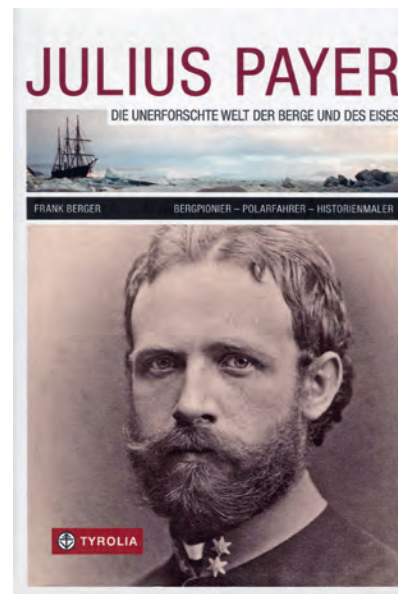 JULIUS PAYER
DIE UNERFORSCHTE WELT DER BERGE UND DES EISES
FRANK BERGER BERGPIONIER – POLARFAHRER – HISTORIENMALER
TYROLIA